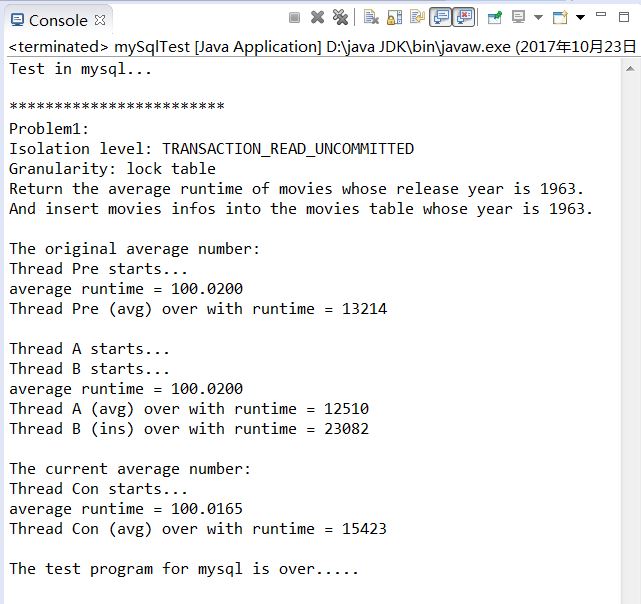 Console
<terminated> mySqlTest [Java Application] D:\java JDK\bin\javaw.exe (2017年10月23日
Test in mysql...
************************
Problem1:
Isolation level: TRANSACTION_READ_UNCOMMITTED
Granularity: lock table
Return the average runtime of movies whose release year is 1963.
And insert movies infos into the movies table whose year is 1963.
The original average number:
Thread Pre starts...
average runtime = 100.0200
Thread Pre (avg) over with runtime = 13214
Thread A starts...
Thread B starts...
average runtime = 100.0200
Thread A (avg) over with runtime = 12510
Thread B (ins) over with runtime = 23082
The current average number:
Thread Con starts...
average runtime = 100.0165
Thread Con (avg) over with runtime = 15423
The test program for mysql is over.....